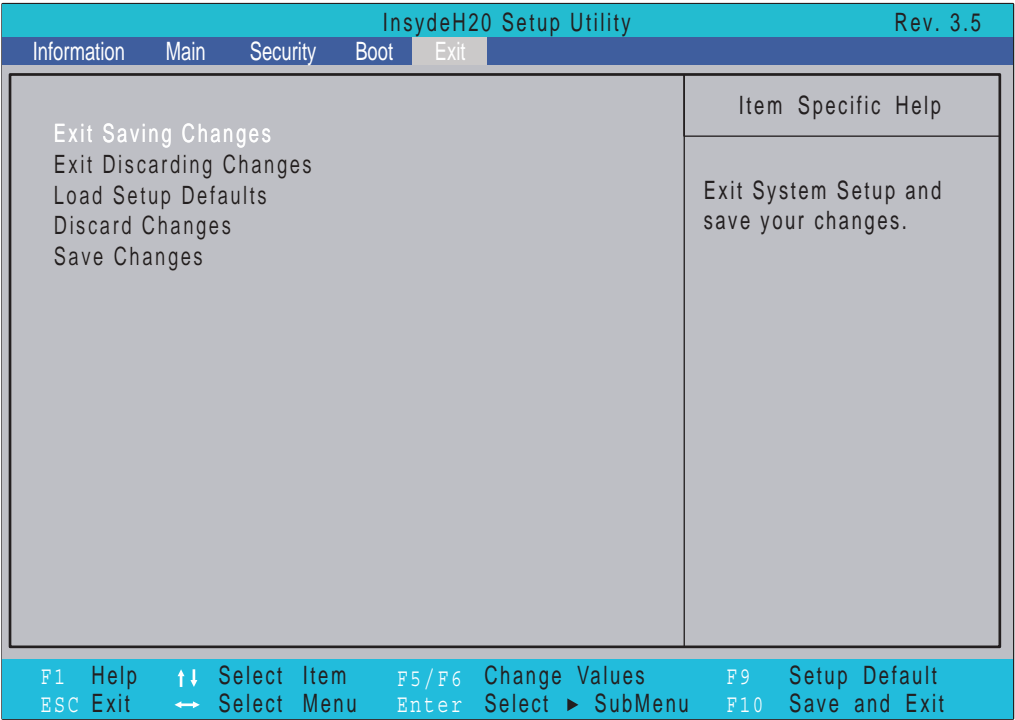 InsydeH20 Setup Utility Rev. 3.5
Information Main Security Boot Exit
Item Specific Help
Exit Saving Changes
Exit Discarding Changes
Load Setup Defaults
Discard Changes
Save Changes
Exit System Setup and
save your changes.
F1 Help ↑↓ Select Item F5/F6 Change Values F9 Setup Default
ESC Exit ↔ Select Menu Enter Select ► SubMenu F10 Save and Exit